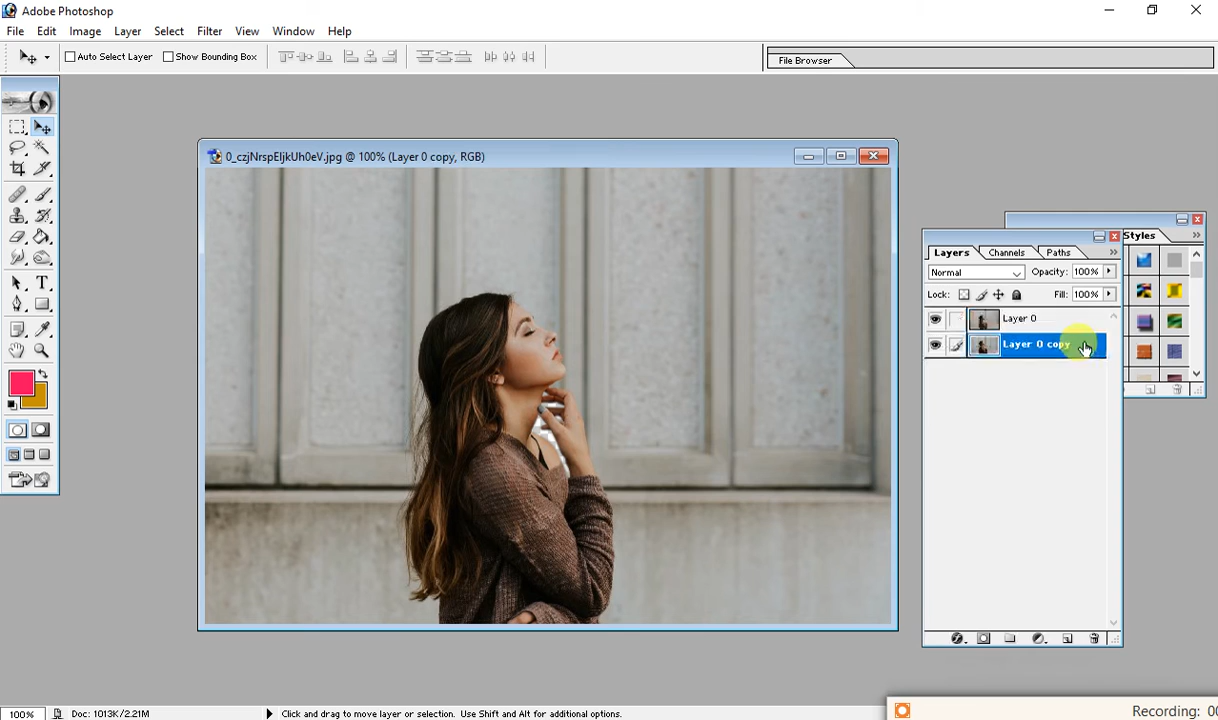 Adobe Photoshop
File Edit Image Layer Select Filter View Window Help
Auto Select Layer Show Bounding Box
File Browser
0_czjNrspEljkUh0eV.jpg @ 100% (Layer 0 copy, RGB)
Styles
Layers Channels Paths
Normal Opacity: 100%
Lock: Fill: 100%
Layer 0
Layer 0 copy
T
100% Doc: 1013K/2.21M Click and drag to move layer or selection. Use Shift and Alt for additional options.
Recording: